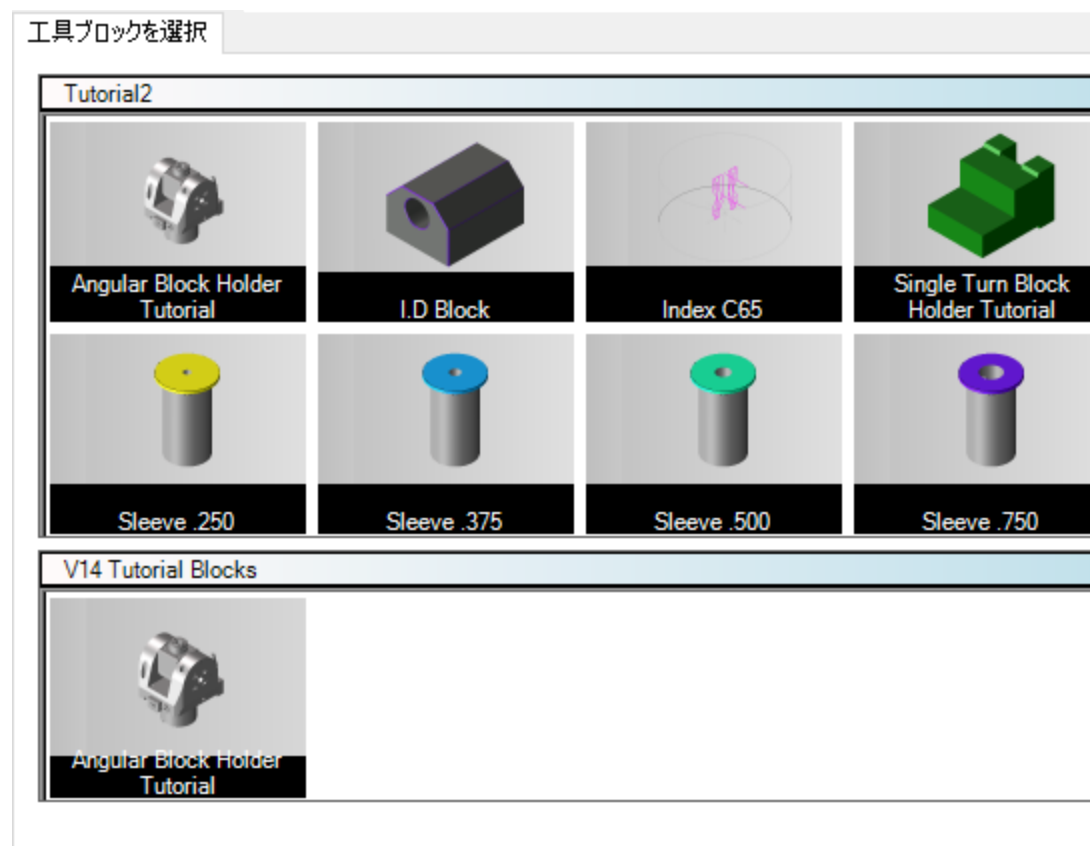 工具ブロックを選択
Tutorial2
Angular Block Holder
Tutorial
I.D Block
Index C65
Single Turn Block
Holder Tutorial
Sleeve .250
Sleeve .375
Sleeve .500
Sleeve .750
V14 Tutorial Blocks
Angular Block Holder
Tutorial